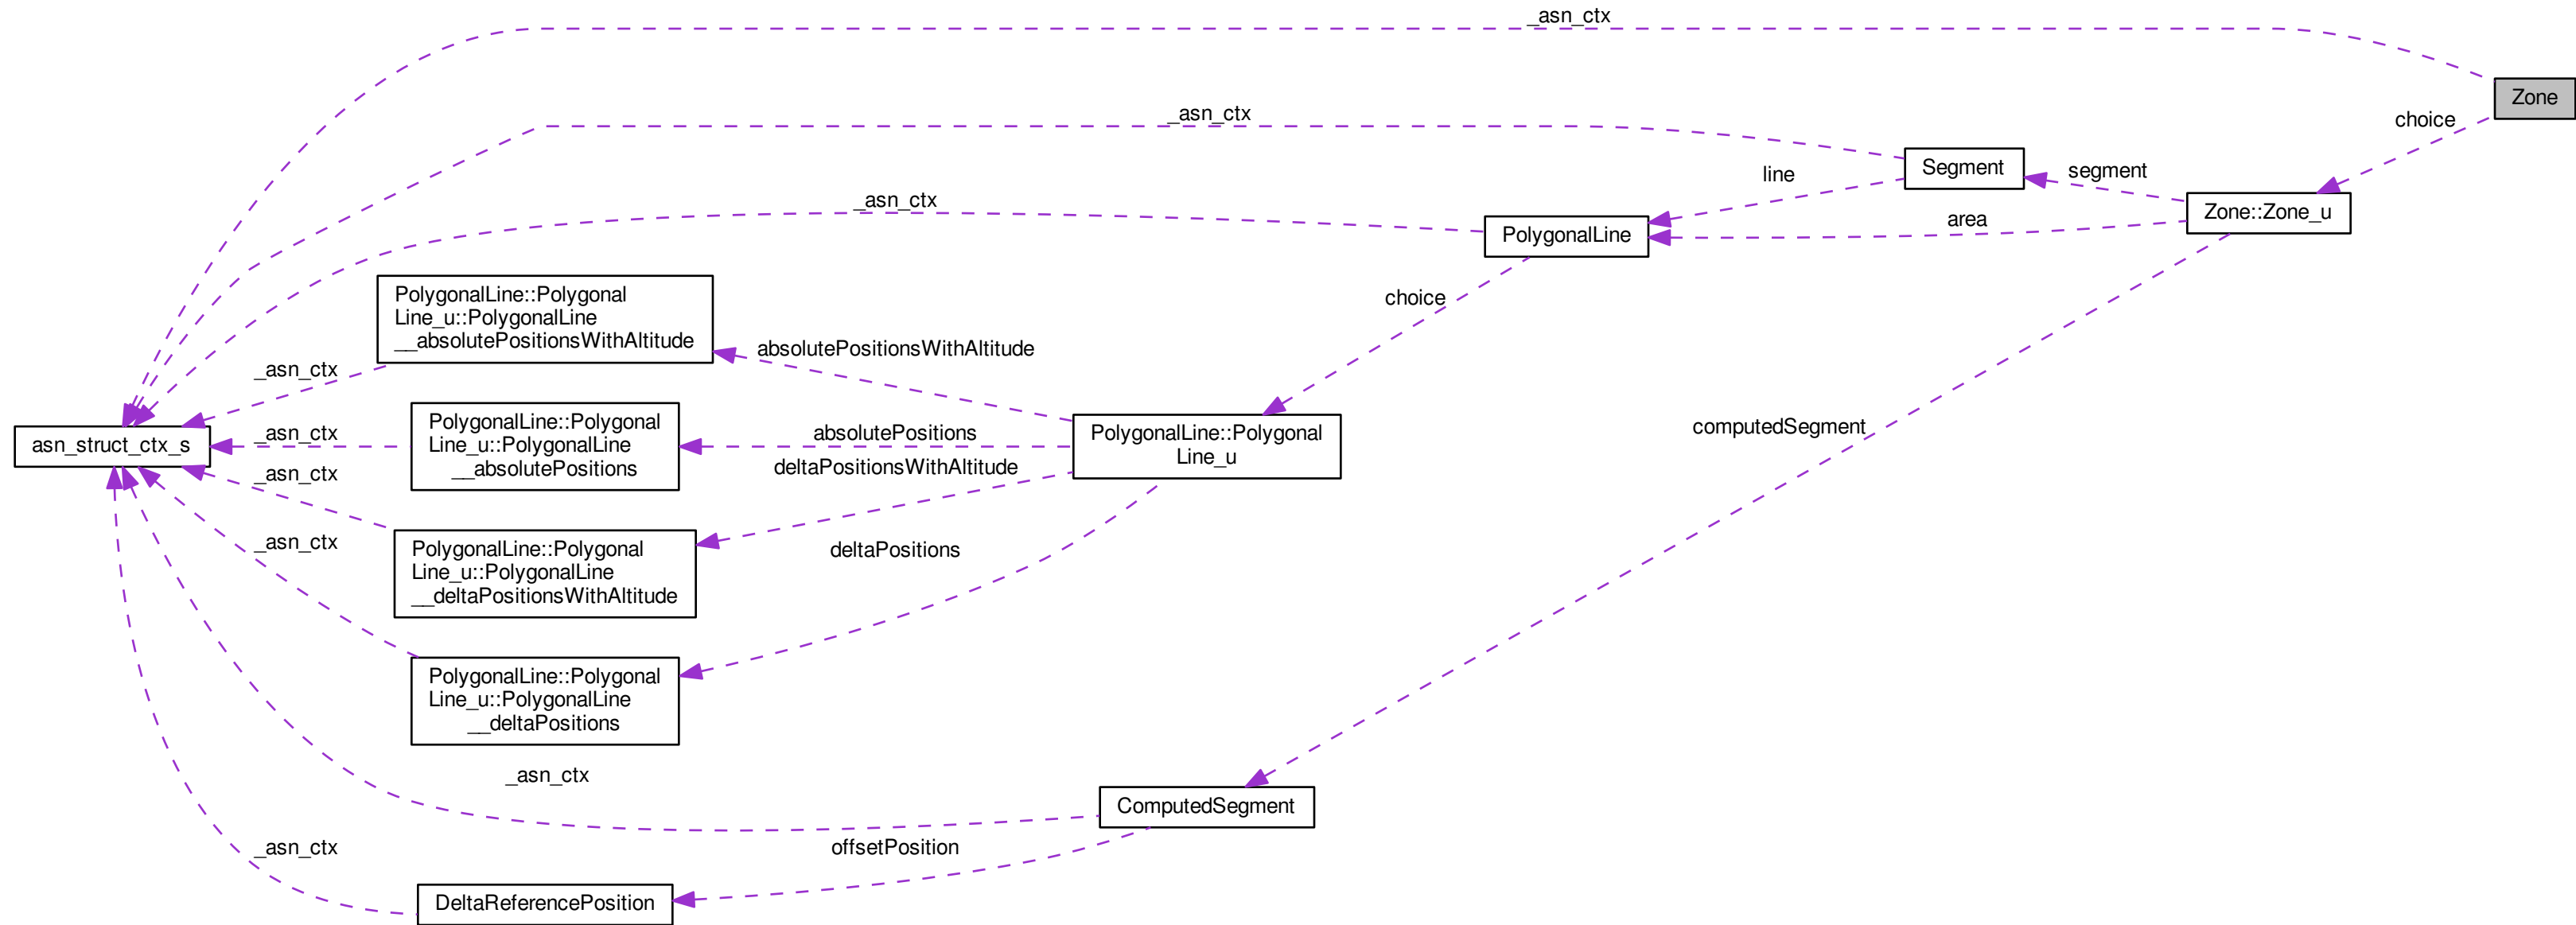 _asn_ctx
Zone
_asn_ctx
choice
Segment
segment
line
_asn_ctx
Zone::Zone_u
area
PolygonalLine
PolygonalLine::Polygonal
Line_u::PolygonalLine
__absolutePositionsWithAltitude
choice
absolutePositionsWithAltitude
_asn_ctx
PolygonalLine::Polygonal
Line_u::PolygonalLine
__absolutePositions
asn_struct_ctx_s
_asn_ctx
absolutePositions
PolygonalLine::Polygonal
Line_u
computedSegment
deltaPositionsWithAltitude
_asn_ctx
_asn_ctx
PolygonalLine::Polygonal
Line_u::PolygonalLine
__deltaPositionsWithAltitude
deltaPositions
PolygonalLine::Polygonal
Line_u::PolygonalLine
__deltaPositions
_asn_ctx
ComputedSegment
_asn_ctx
offsetPosition
DeltaReferencePosition